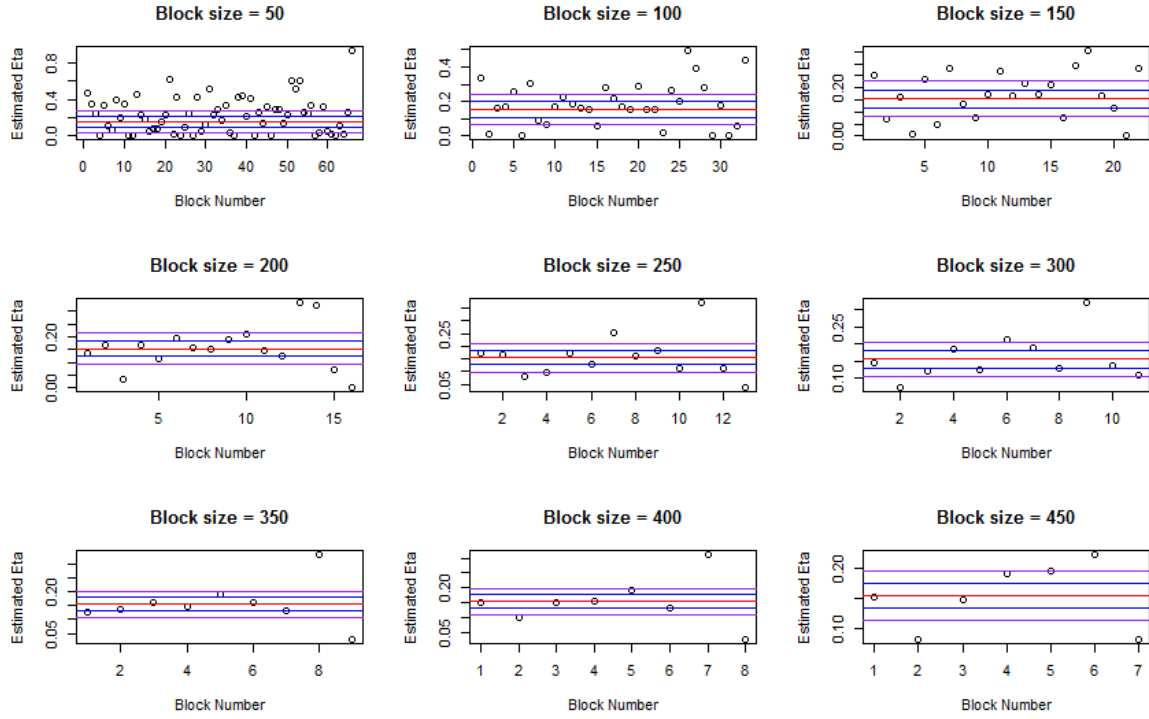 Block size = 50
Estimated Eta
0.0 0.4 0.8
0 10 20 30 40 50 60
Block Number
Block size = 100
Estimated Eta
0.0 0.2 0.4
0 5 10 15 20 25 30
Block Number
Block size = 150
Estimated Eta
0.00 0.20
5 10 15 20
Block Number
Block size = 200
Estimated Eta
0.00 0.20
5 10 15
Block Number
Block size = 250
Estimated Eta
0.05 0.25
2 4 6 8 10 12
Block Number
Block size = 300
Estimated Eta
0.10 0.25
2 4 6 8 10
Block Number
Block size = 350
Estimated Eta
0.05 0.20
2 4 6 8
Block Number
Block size = 400
Estimated Eta
0.05 0.20
1 2 3 4 5 6 7 8
Block Number
Block size = 450
Estimated Eta
0.10 0.20
1 2 3 4 5 6 7
Block Number